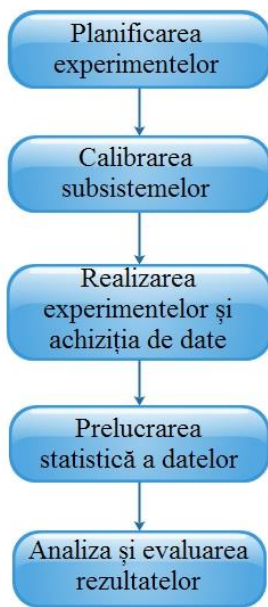 Planificarea
experimentelor
Calibrarea
subsistemelor
Realizarea
experimentelor și
achiziția de date
Prelucrarea
statistică a datelor
Analiza și evaluarea
rezultatelor